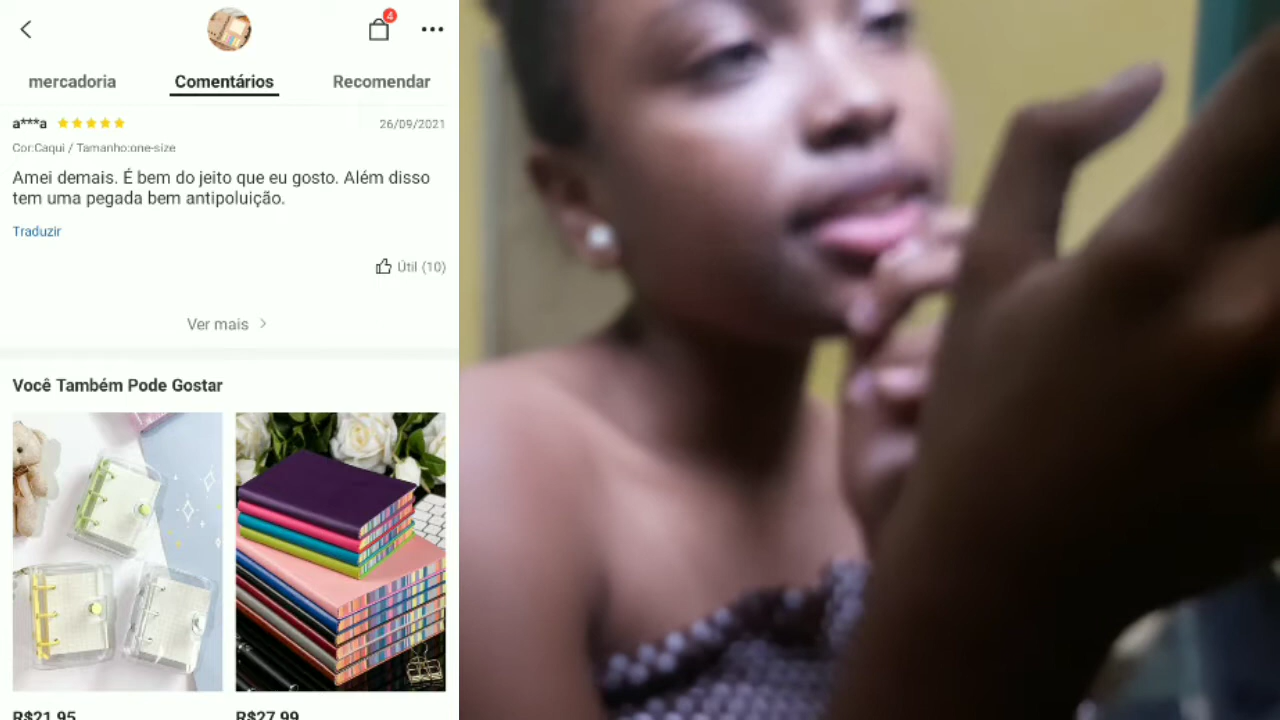 4
mercadoria
Comentários
Recomendar
a***a
26/09/2021
Cor:Caqui / Tamanho:one-size
Amei demais. É bem do jeito que eu gosto. Além disso
tem uma pegada bem antipoluição.
Traduzir
Útil (10)
Ver mais
Você Também Pode Gostar
R$21,95
R$27,99